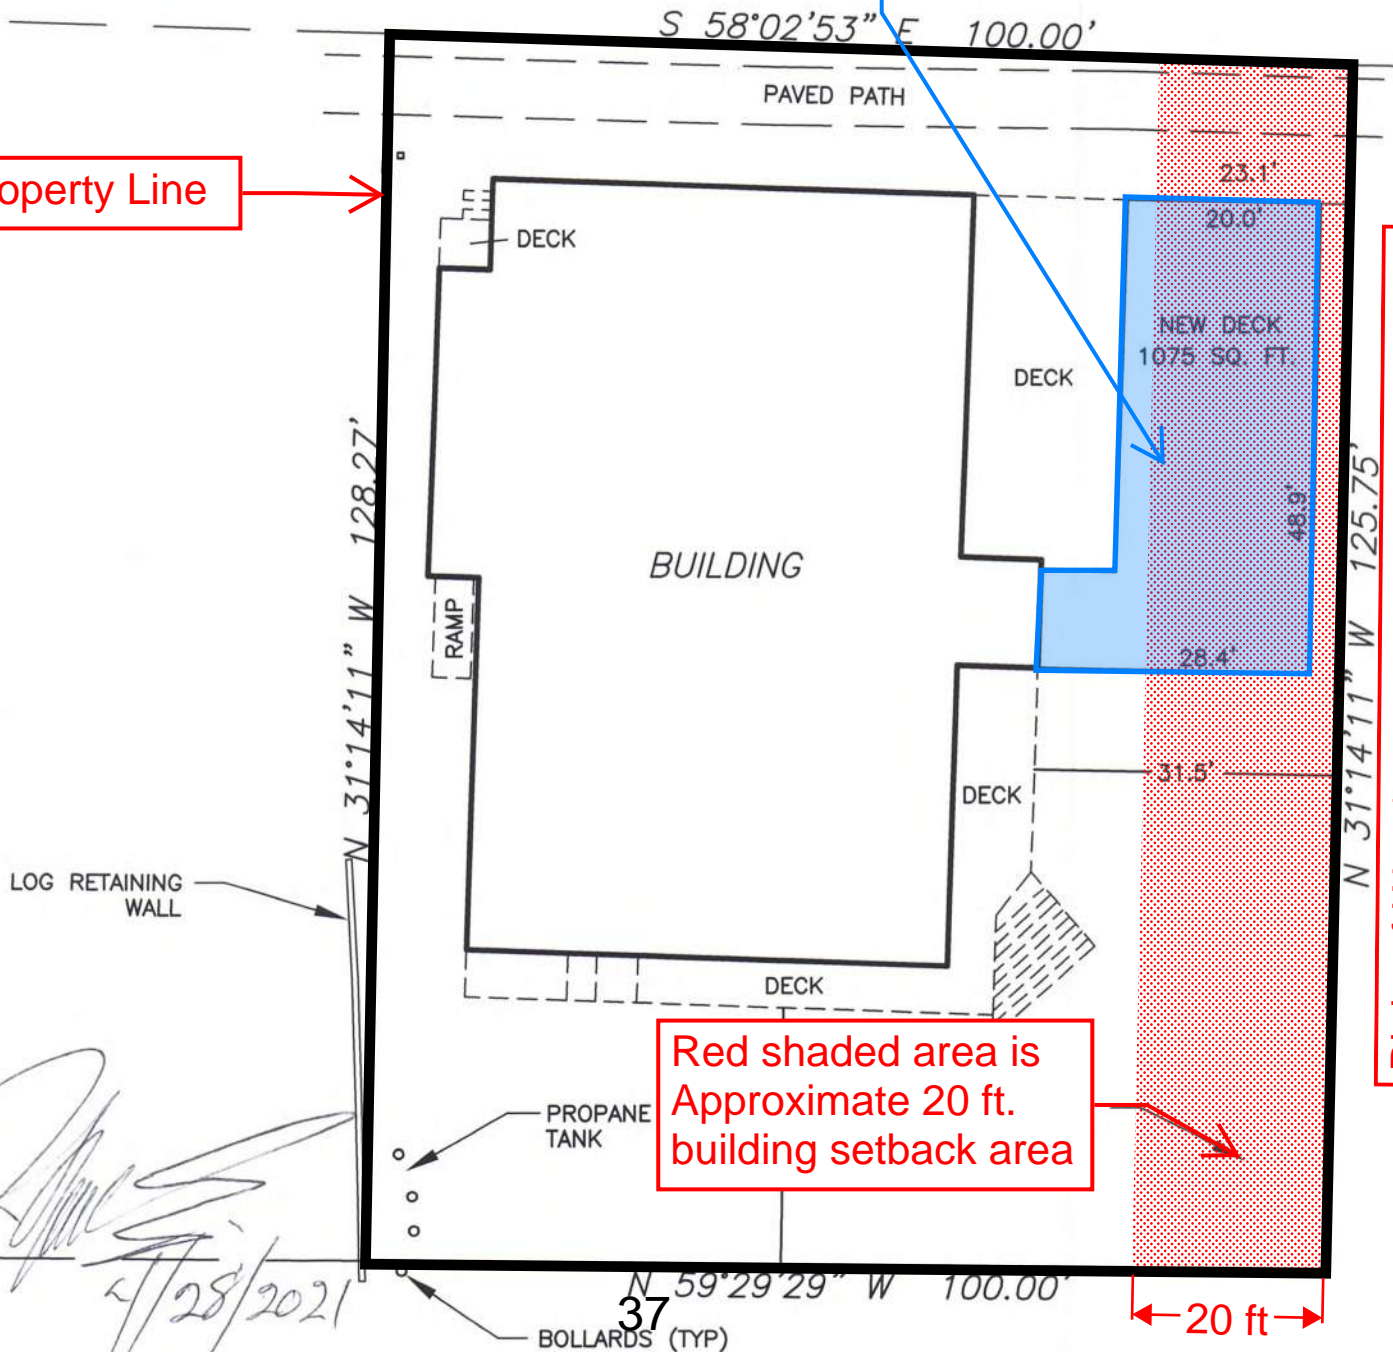 S 58°02'53" E 100.00'
PAVED PATH
operty Line
23.1'
20.0'
DECK
NEW DECK
1075 SQ. FT.
DECK
N 31°14'11" W 128.27'
N 31°14'11" W 125.75'
48.9'
BUILDING
RAMP
28.4'
31.5'
DECK
LOG RETAINING
WALL
DECK
Red shaded area is
Approximate 20 ft.
building setback area
PROPANE
TANK
4/28/2021
N 59°29'29" W 100.00'
37
20 ft
BOLLARDS (TYP)